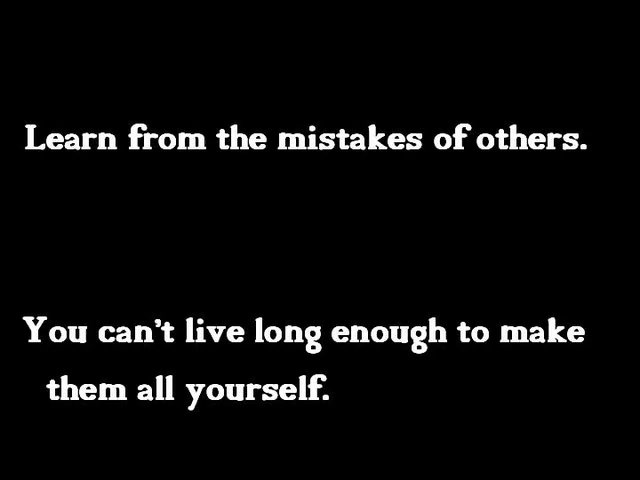 Learn from the mistakes of others.
You can't live long enough to make
them all yourself.